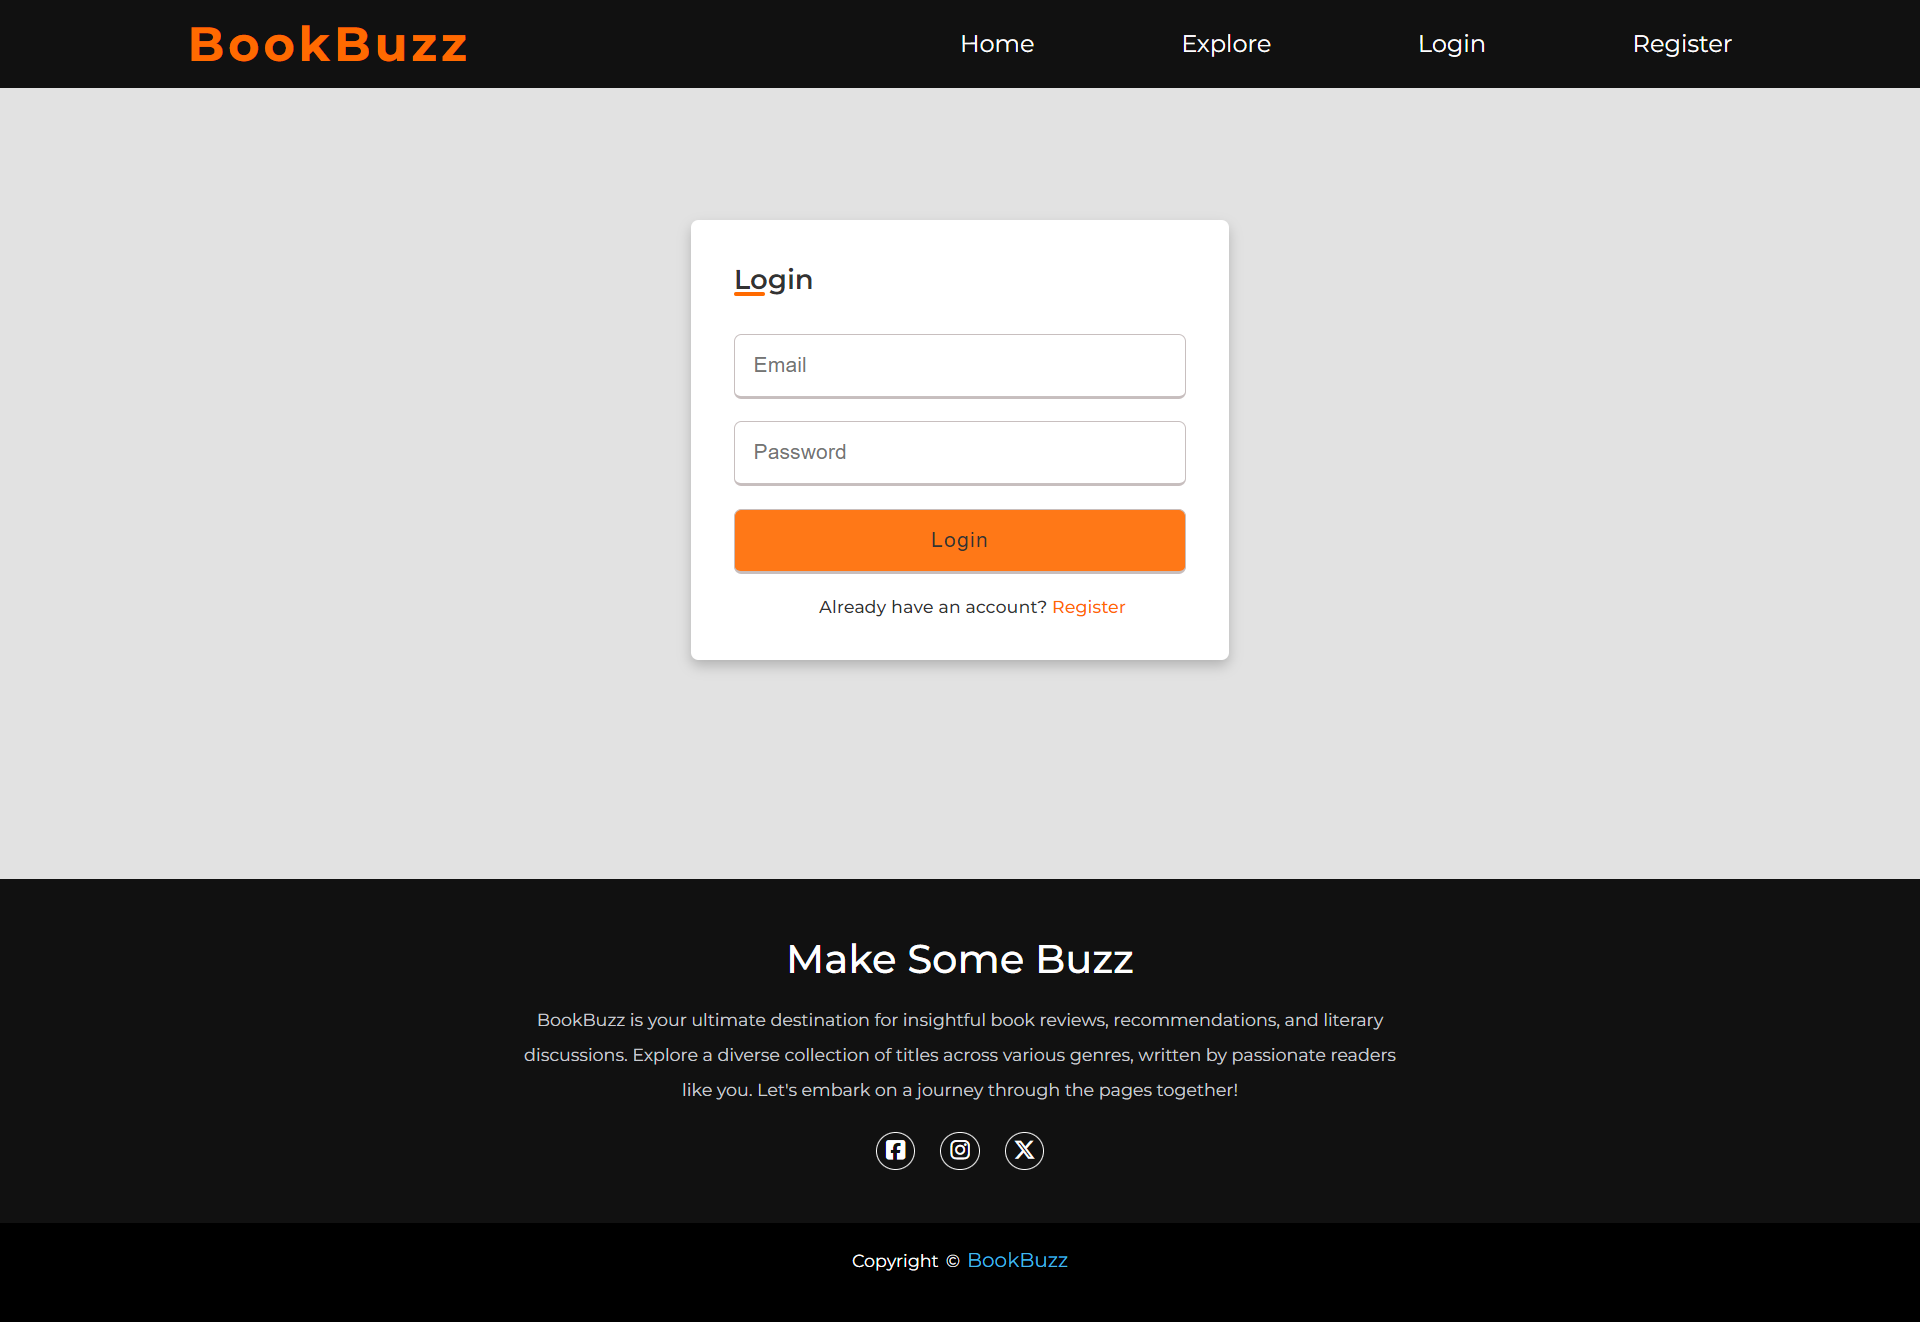 BookBuzz
Home Explore Login Register
Login
Email
Password
Login
Already have an account? Register
Make Some Buzz
BookBuzz is your ultimate destination for insightful book reviews, recommendations, and literary
discussions. Explore a diverse collection of titles across various genres, written by passionate readers
like you. Let's embark on a journey through the pages together!
Copyright © BookBuzz